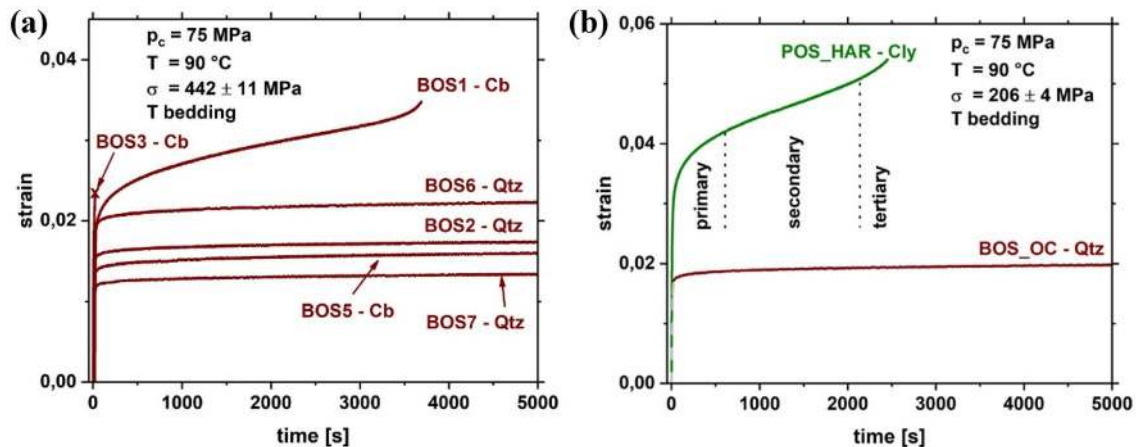 (a)
0,04
0,02
0,00
strain
p_c = 75 MPa
T = 90 °C
σ = 442 ± 11 MPa
T bedding
BOS3 - Cb
BOS1 - Cb
BOS6 - Qtz
BOS2 - Qtz
BOS5 - Cb
BOS7 - Qtz
0 1000 2000 3000 4000 5000
time [s]
(b)
0,06
0,04
0,02
0,00
strain
POS_HAR - Cly
p_c = 75 MPa
T = 90 °C
σ = 206 ± 4 MPa
T bedding
primary
secondary
tertiary
BOS_OC - Qtz
0 1000 2000 3000 4000 5000
time [s]